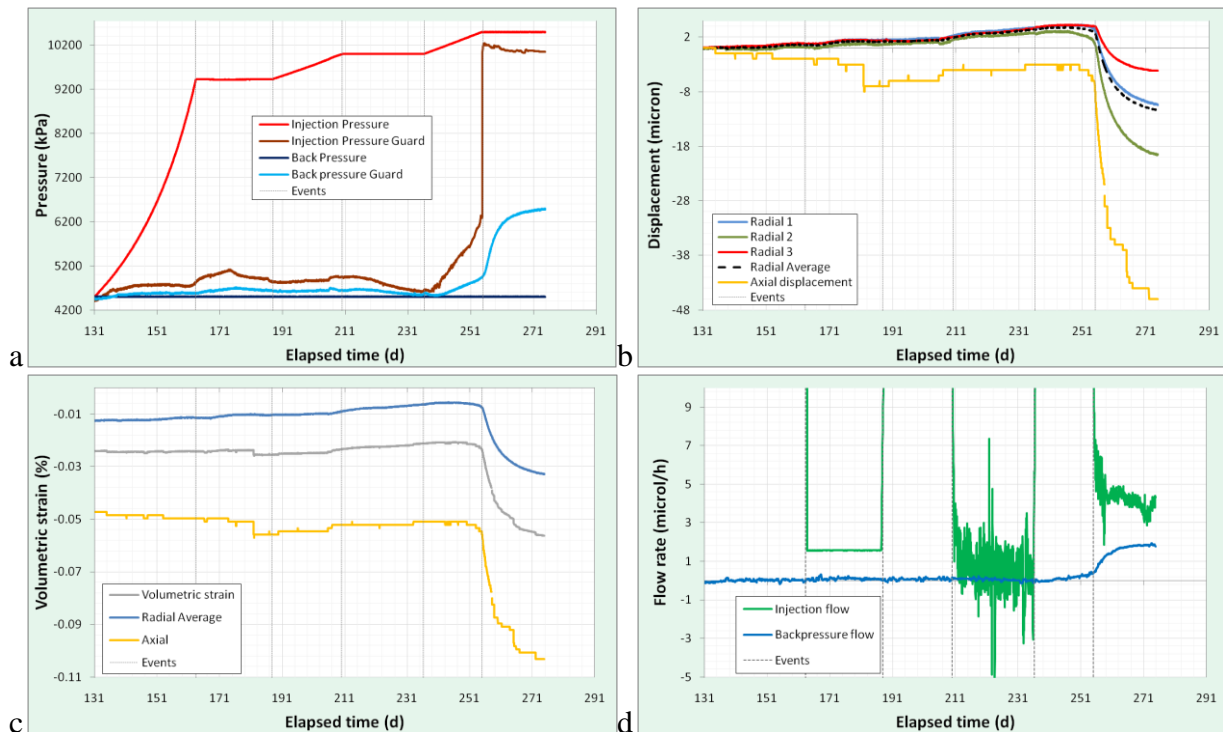 Pressure (kPa)
10200
9200
8200
7200
6200
5200
4200
Injection Pressure
Injection Pressure Guard
Back Pressure
Back pressure Guard
Events
131 151 171 191 211 231 251 271 291
Elapsed time (d)
a
Displacement (micron)
2
-8
-18
-28
-38
-48
Radial 1
Radial 2
Radial 3
Radial Average
Axial displacement
Events
131 151 171 191 211 231 251 271 291
Elapsed time (d)
b
Volumetric strain (%)
-0.01
-0.03
-0.05
-0.07
-0.09
-0.11
Volumetric strain
Radial Average
Axial
Events
131 151 171 191 211 231 251 271 291
Elapsed time (d)
c
Flow rate (microl/h)
9
7
5
3
1
-1
-3
-5
Injection flow
Backpressure flow
Events
131 151 171 191 211 231 251 271 291
Elapsed time (d)
d